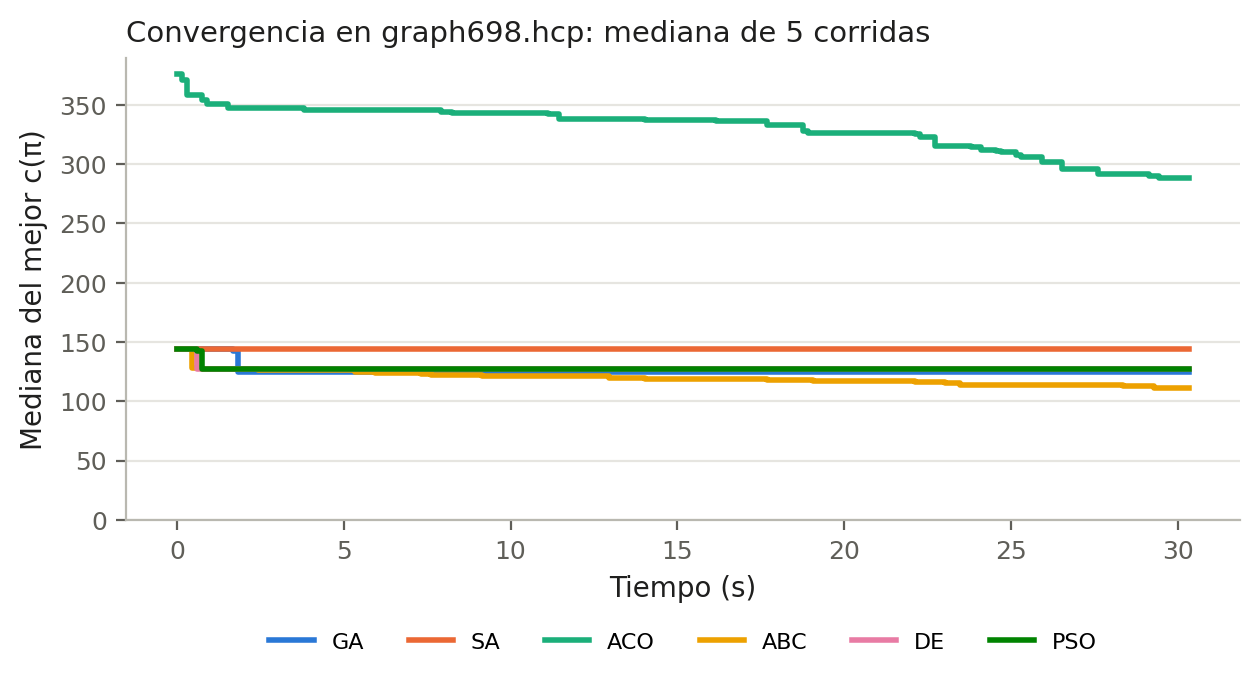 Convergencia en graph698.hcp: mediana de 5 corridas
Mediana del mejor c(π)
350
300
250
200
150
100
50
0
0 5 10 15 20 25 30
Tiempo (s)
GA SA ACO ABC DE PSO